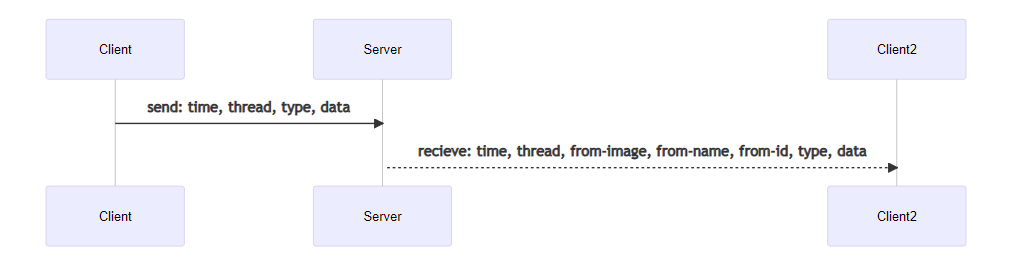 Client
Server
Client2
send: time, thread, type, data
recieve: time, thread, from-image, from-name, from-id, type, data
Client
Server
Client2